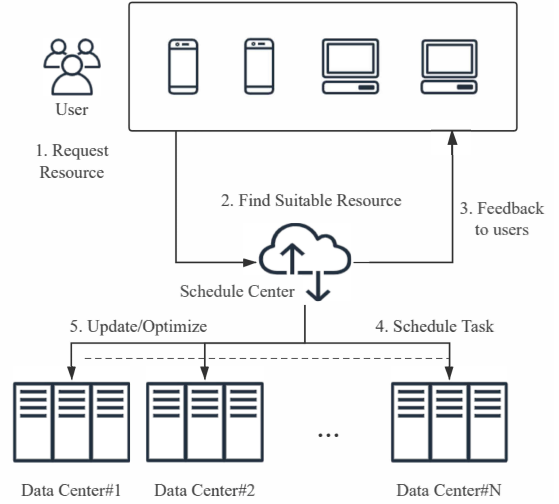 User
1. Request
Resource
2. Find Suitable Resource
3. Feedback
to users
Schedule Center
5. Update/Optimize
4. Schedule Task
...
Data Center#1
Data Center#2
Data Center#N